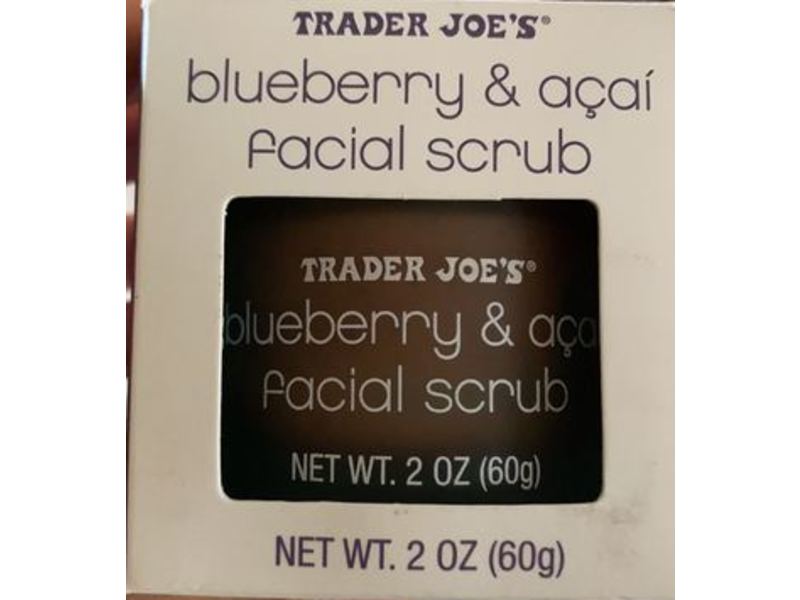 TRADER JOE'S®
blueberry & açaí
facial scrub
TRADER JOE'S®
blueberry & aça
facial scrub
NET WT. 2 OZ (60g)
NET WT. 2 OZ (60g)